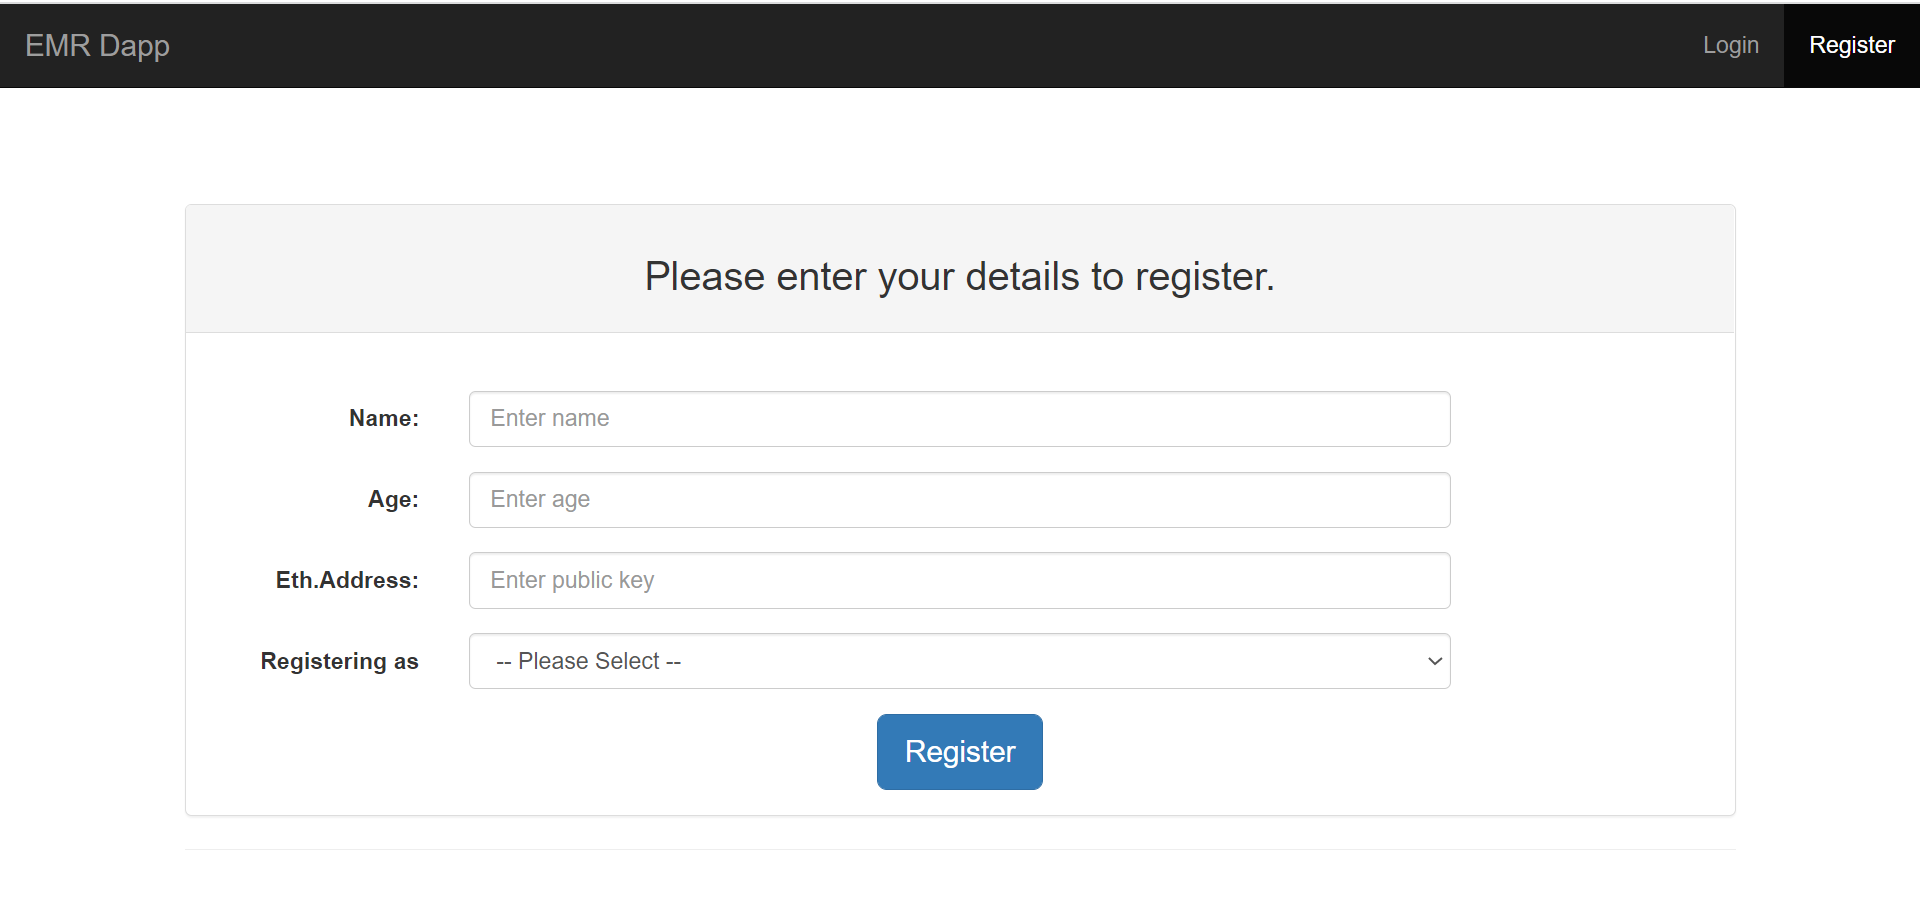 EMR Dapp Login Register
Please enter your details to register.
Name: Enter name
Age: Enter age
Eth.Address: Enter public key
Registering as -- Please Select --
Register